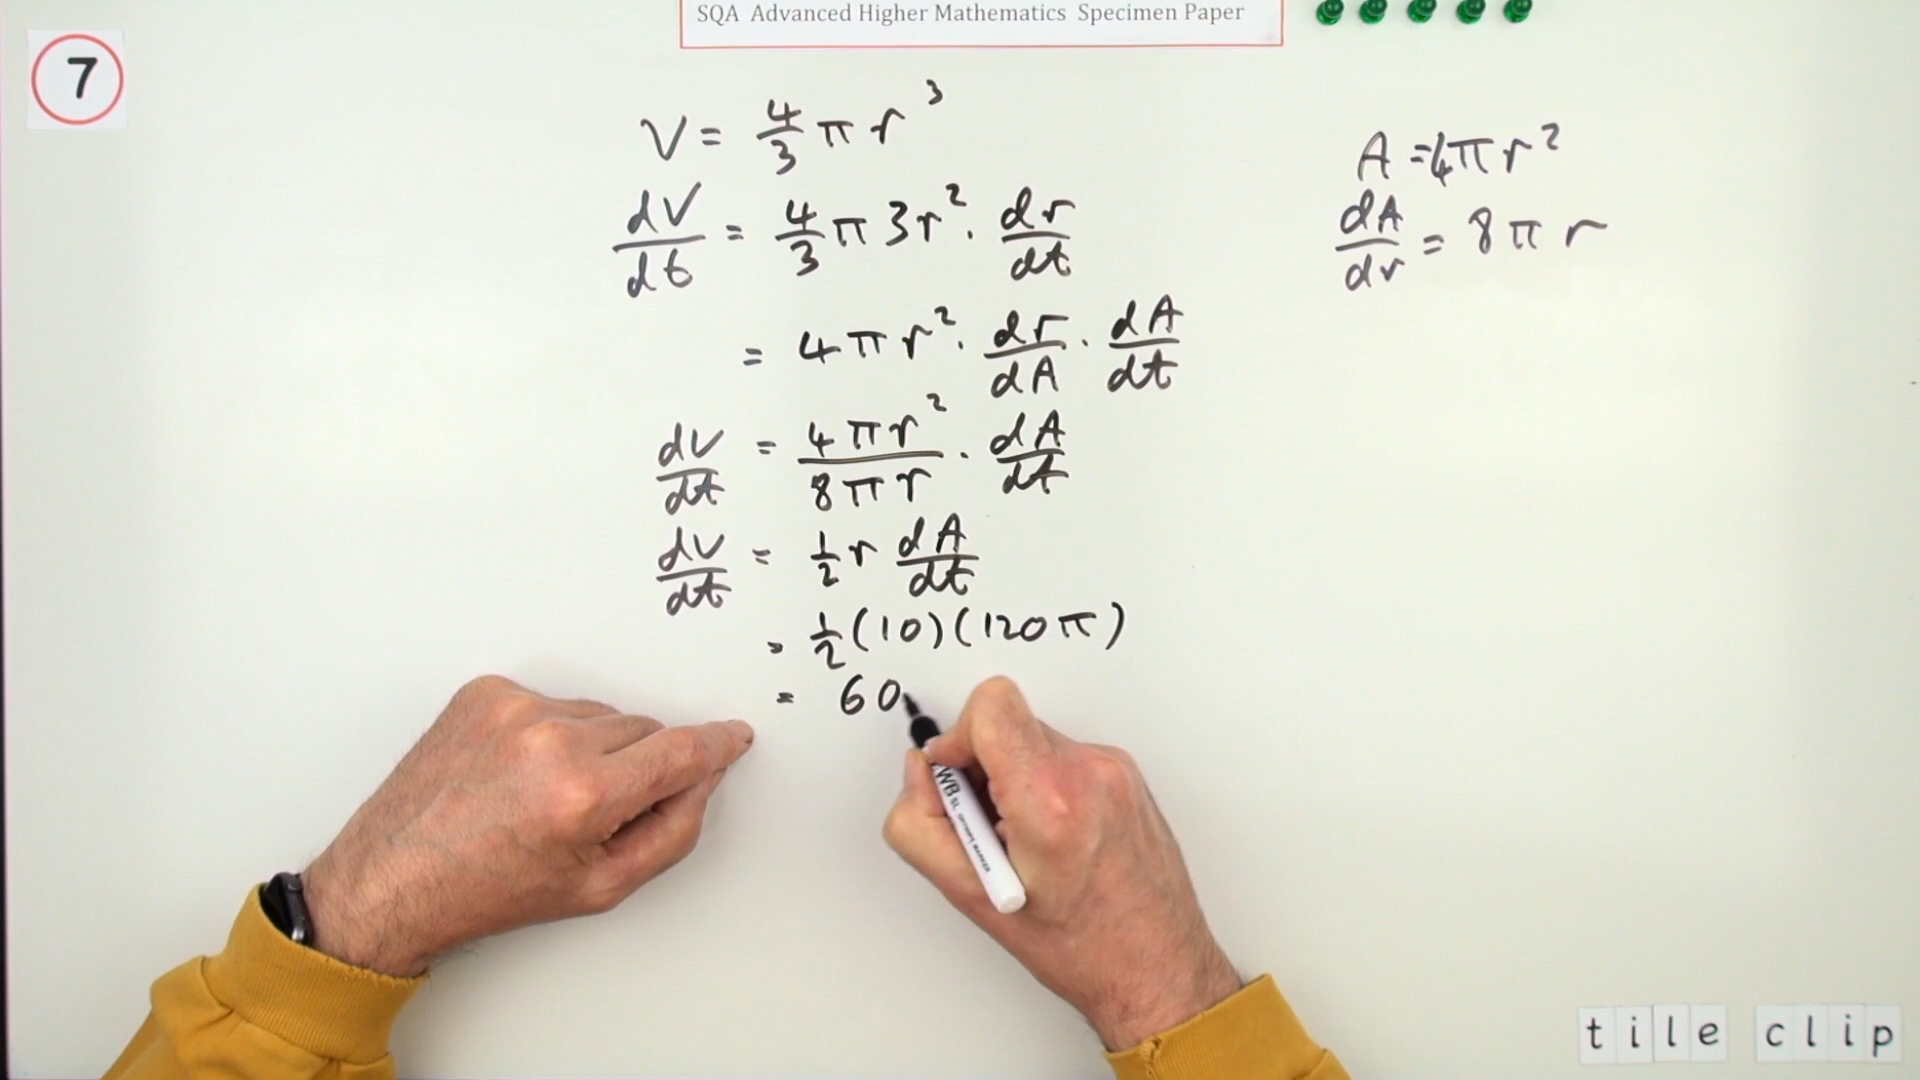 SQA Advanced Higher Mathematics Specimen Paper
7
V = 4/3 π r³
dV/dt = 4/3 π 3r² . dr/dt
= 4πr² . dr/dA . dA/dt
dV/dt = 4πr²/8πr . dA/dt
dV/dt = ½ r dA/dt
= ½(10)(120π)
= 60
A = 4πr²
dA/dr = 8πr
tile clip